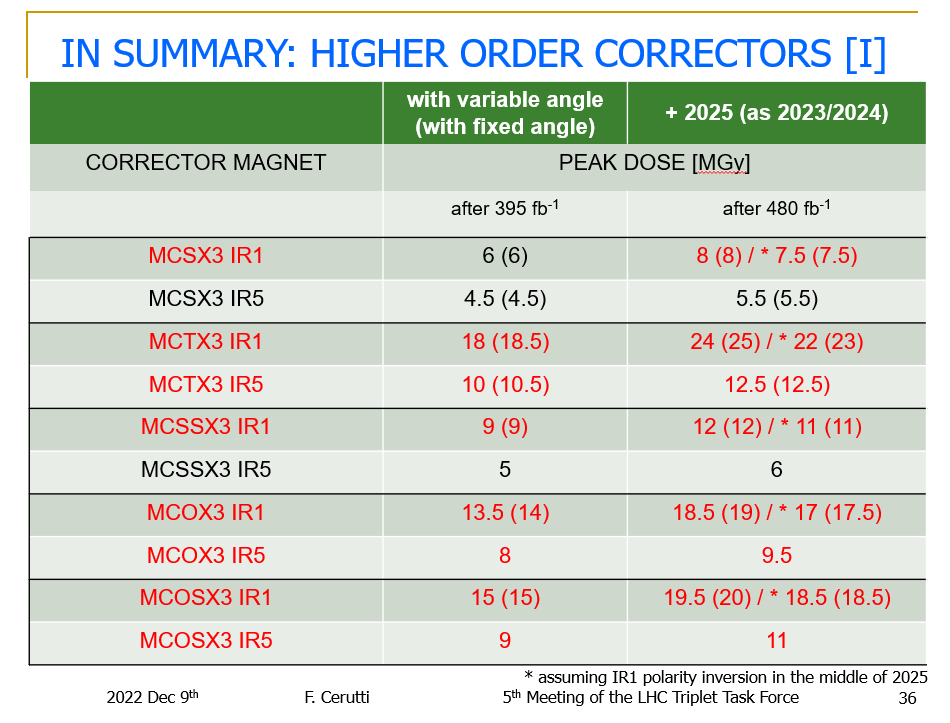 IN SUMMARY: HIGHER ORDER CORRECTORS [I]
with variable angle
(with fixed angle)
+ 2025 (as 2023/2024)
CORRECTOR MAGNET PEAK DOSE [MGy]
after 395 fb-1 after 480 fb-1
MCSX3 IR1 6 (6) 8 (8) / * 7.5 (7.5)
MCSX3 IR5 4.5 (4.5) 5.5 (5.5)
MCTX3 IR1 18 (18.5) 24 (25) / * 22 (23)
MCTX3 IR5 10 (10.5) 12.5 (12.5)
MCSSX3 IR1 9 (9) 12 (12) / * 11 (11)
MCSSX3 IR5 5 6
MCOX3 IR1 13.5 (14) 18.5 (19) / * 17 (17.5)
MCOX3 IR5 8 9.5
MCOSX3 IR1 15 (15) 19.5 (20) / * 18.5 (18.5)
MCOSX3 IR5 9 11
* assuming IR1 polarity inversion in the middle of 2025
2022 Dec 9th F. Cerutti 5th Meeting of the LHC Triplet Task Force 36